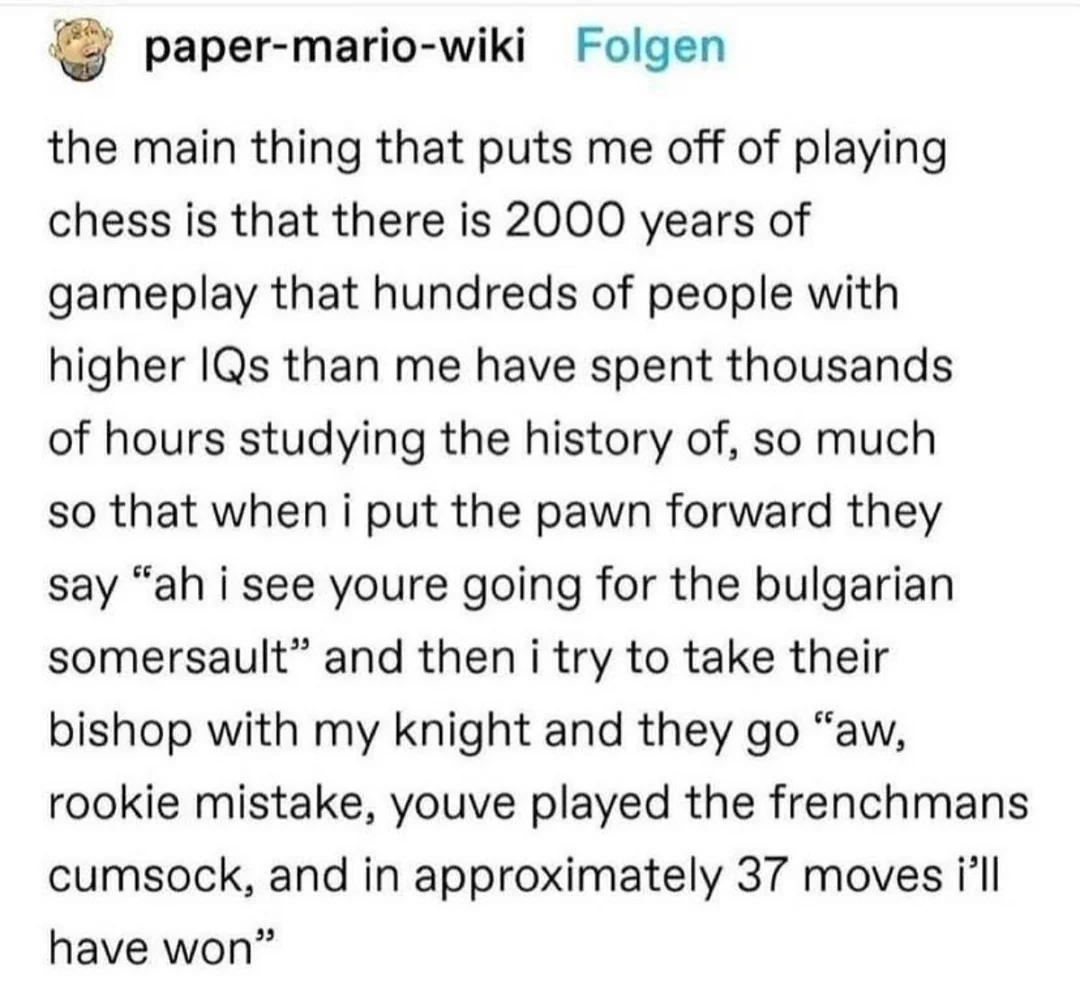 paper-mario-wiki Folgen
the main thing that puts me off of playing
chess is that there is 2000 years of
gameplay that hundreds of people with
higher IQs than me have spent thousands
of hours studying the history of, so much
so that when i put the pawn forward they
say “ah i see youre going for the bulgarian
somersault” and then i try to take their
bishop with my knight and they go “aw,
rookie mistake, youve played the frenchmans
cumsock, and in approximately 37 moves i’ll
have won”